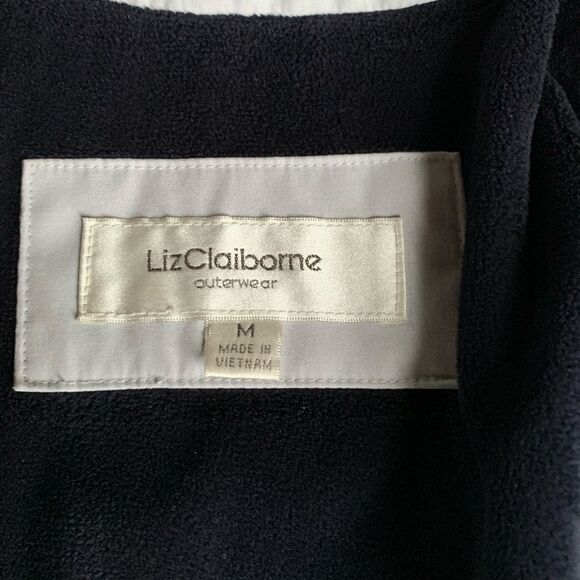 LizClaiborne
outerwear
M
MADE IN
VIETNAM